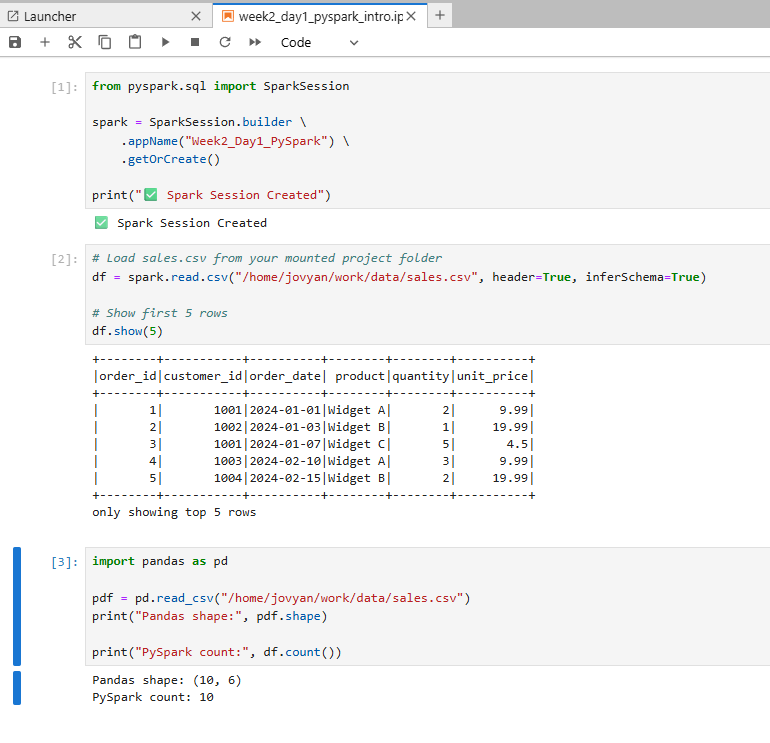 Launcher
week2_day1_pyspark_intro.ip
Code
[1]:
from pyspark.sql import SparkSession
spark = SparkSession.builder \
    .appName("Week2_Day1_PySpark") \
    .getOrCreate()
print("✅ Spark Session Created")
✅ Spark Session Created
[2]:
# Load sales.csv from your mounted project folder
df = spark.read.csv("/home/jovyan/work/data/sales.csv", header=True, inferSchema=True)
# Show first 5 rows
df.show(5)
+--------+-----------+----------+--------+--------+----------+
|order_id|customer_id|order_date| product|quantity|unit_price|
+--------+-----------+----------+--------+--------+----------+
|       1|       1001|2024-01-01|Widget A|       2|      9.99|
|       2|       1002|2024-01-03|Widget B|       1|     19.99|
|       3|       1001|2024-01-07|Widget C|       5|       4.5|
|       4|       1003|2024-02-10|Widget A|       3|      9.99|
|       5|       1004|2024-02-15|Widget B|       2|     19.99|
+--------+-----------+----------+--------+--------+----------+
only showing top 5 rows
[3]:
import pandas as pd
pdf = pd.read_csv("/home/jovyan/work/data/sales.csv")
print("Pandas shape:", pdf.shape)
print("PySpark count:", df.count())
Pandas shape: (10, 6)
PySpark count: 10